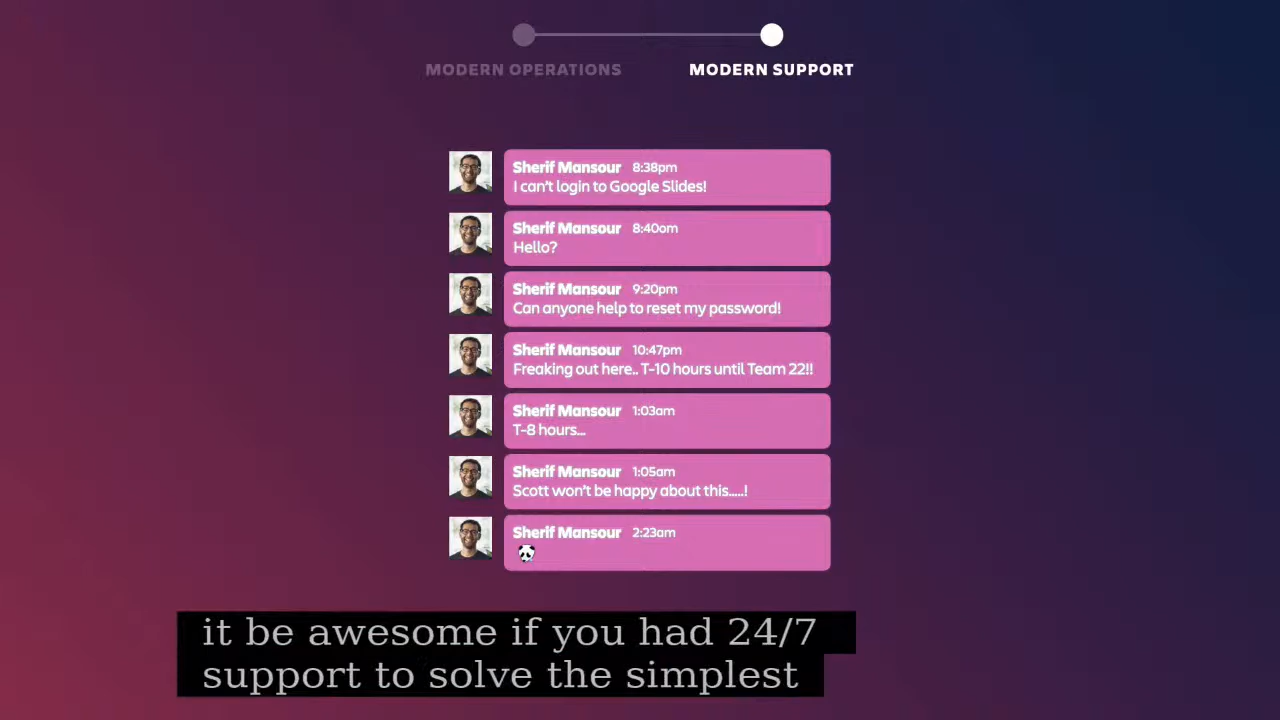 MODERN OPERATIONS
MODERN SUPPORT
Sherif Mansour 8:38pm
I can't login to Google Slides!
Sherif Mansour 8:40om
Hello?
Sherif Mansour 9:20pm
Can anyone help to reset my password!
Sherif Mansour 10:47pm
Freaking out here.. T-10 hours until Team 22!!
Sherif Mansour 1:03am
T-8 hours...
Sherif Mansour 1:05am
Scott won't be happy about this.....!
Sherif Mansour 2:23am
🐼
it be awesome if you had 24/7
support to solve the simplest